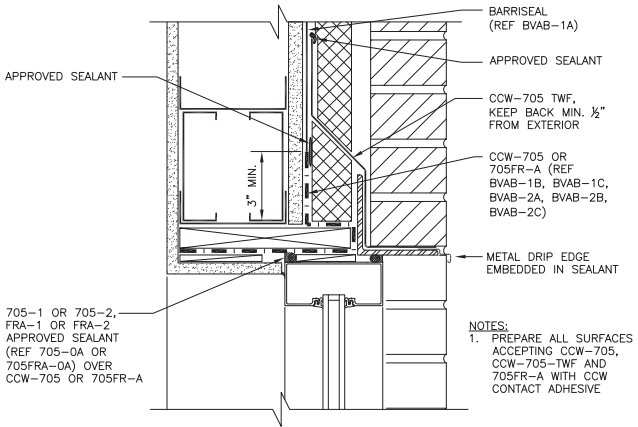 BARRISEAL
(REF BVAB-1A)
APPROVED SEALANT
APPROVED SEALANT
CCW-705 TWF,
KEEP BACK MIN. ½"
FROM EXTERIOR
CCW-705 OR
705FR-A (REF
BVAB-1B, BVAB-1C,
BVAB-2A, BVAB-2B,
BVAB-2C)
3" MIN.
METAL DRIP EDGE
EMBEDDED IN SEALANT
705-1 OR 705-2,
FRA-1 OR FRA-2
APPROVED SEALANT
(REF 705-0A OR
705FRA-0A) OVER
CCW-705 OR 705FR-A
NOTES:
1. PREPARE ALL SURFACES
ACCEPTING CCW-705,
CCW-705-TWF AND
705FR-A WITH CCW
CONTACT ADHESIVE